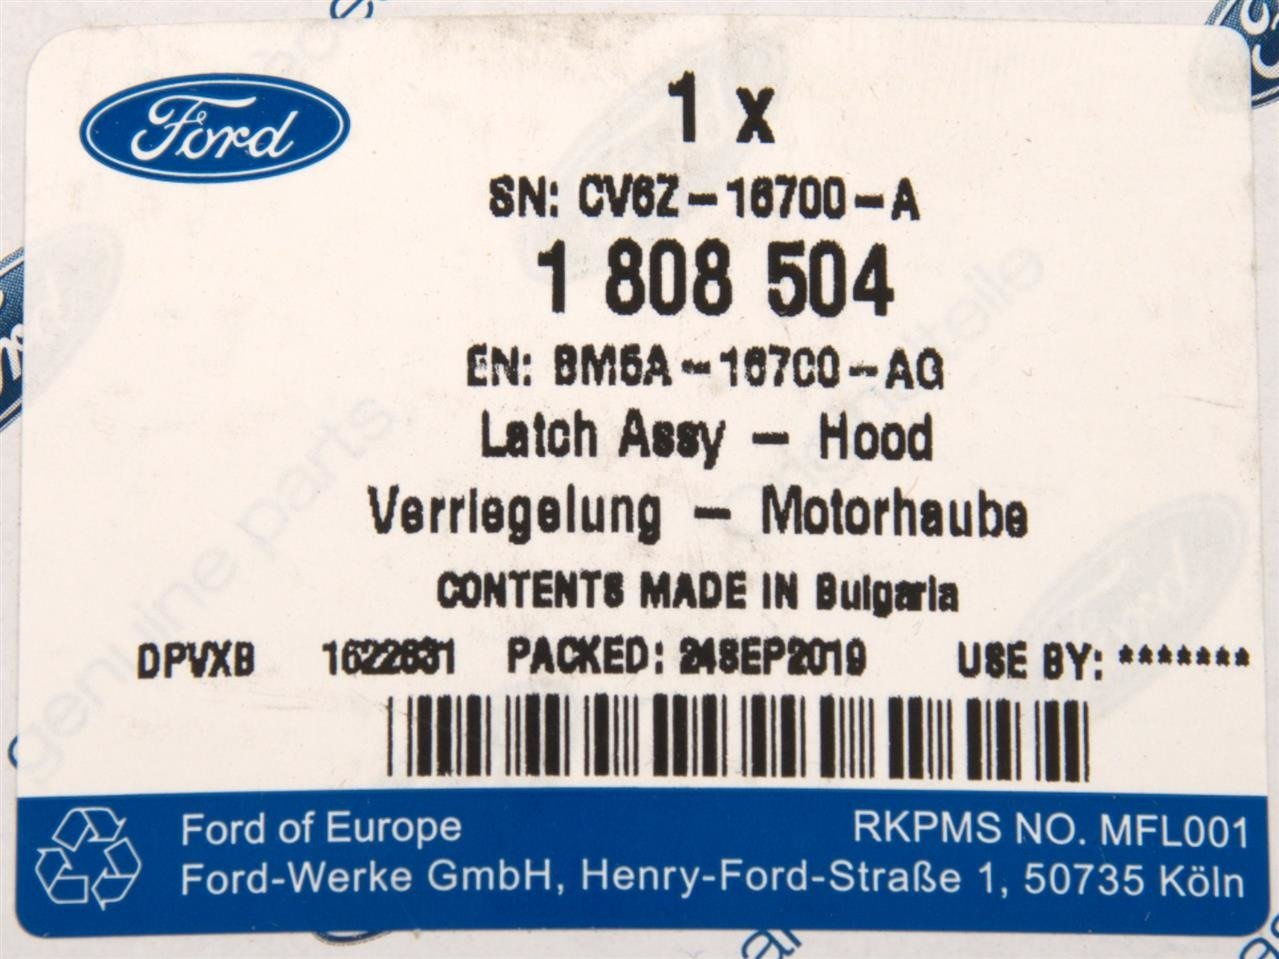 Ford
1 x
SN: CV6Z-16700-A
1 808 504
EN: BM5A-16700-AG
Latch Assy - Hood
Verriegelung - Motorhaube
CONTENTS MADE IN Bulgaria
DPVXB 1622631 PACKED: 24SEP2019 USE BY: *******
Ford of Europe RKPMS NO. MFL001
Ford-Werke GmbH, Henry-Ford-Straße 1, 50735 Köln
genuine parts